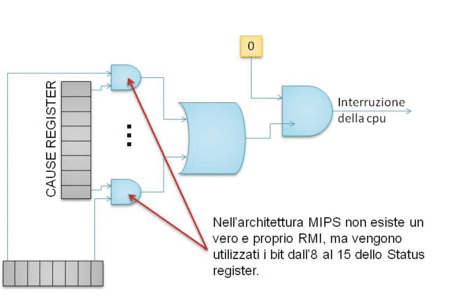 0
CAUSE REGISTER
Interruzione
della cpu
Nell'architettura MIPS non esiste un
vero e proprio RMI, ma vengono
utilizzati i bit dall'8 al 15 dello Status
register.